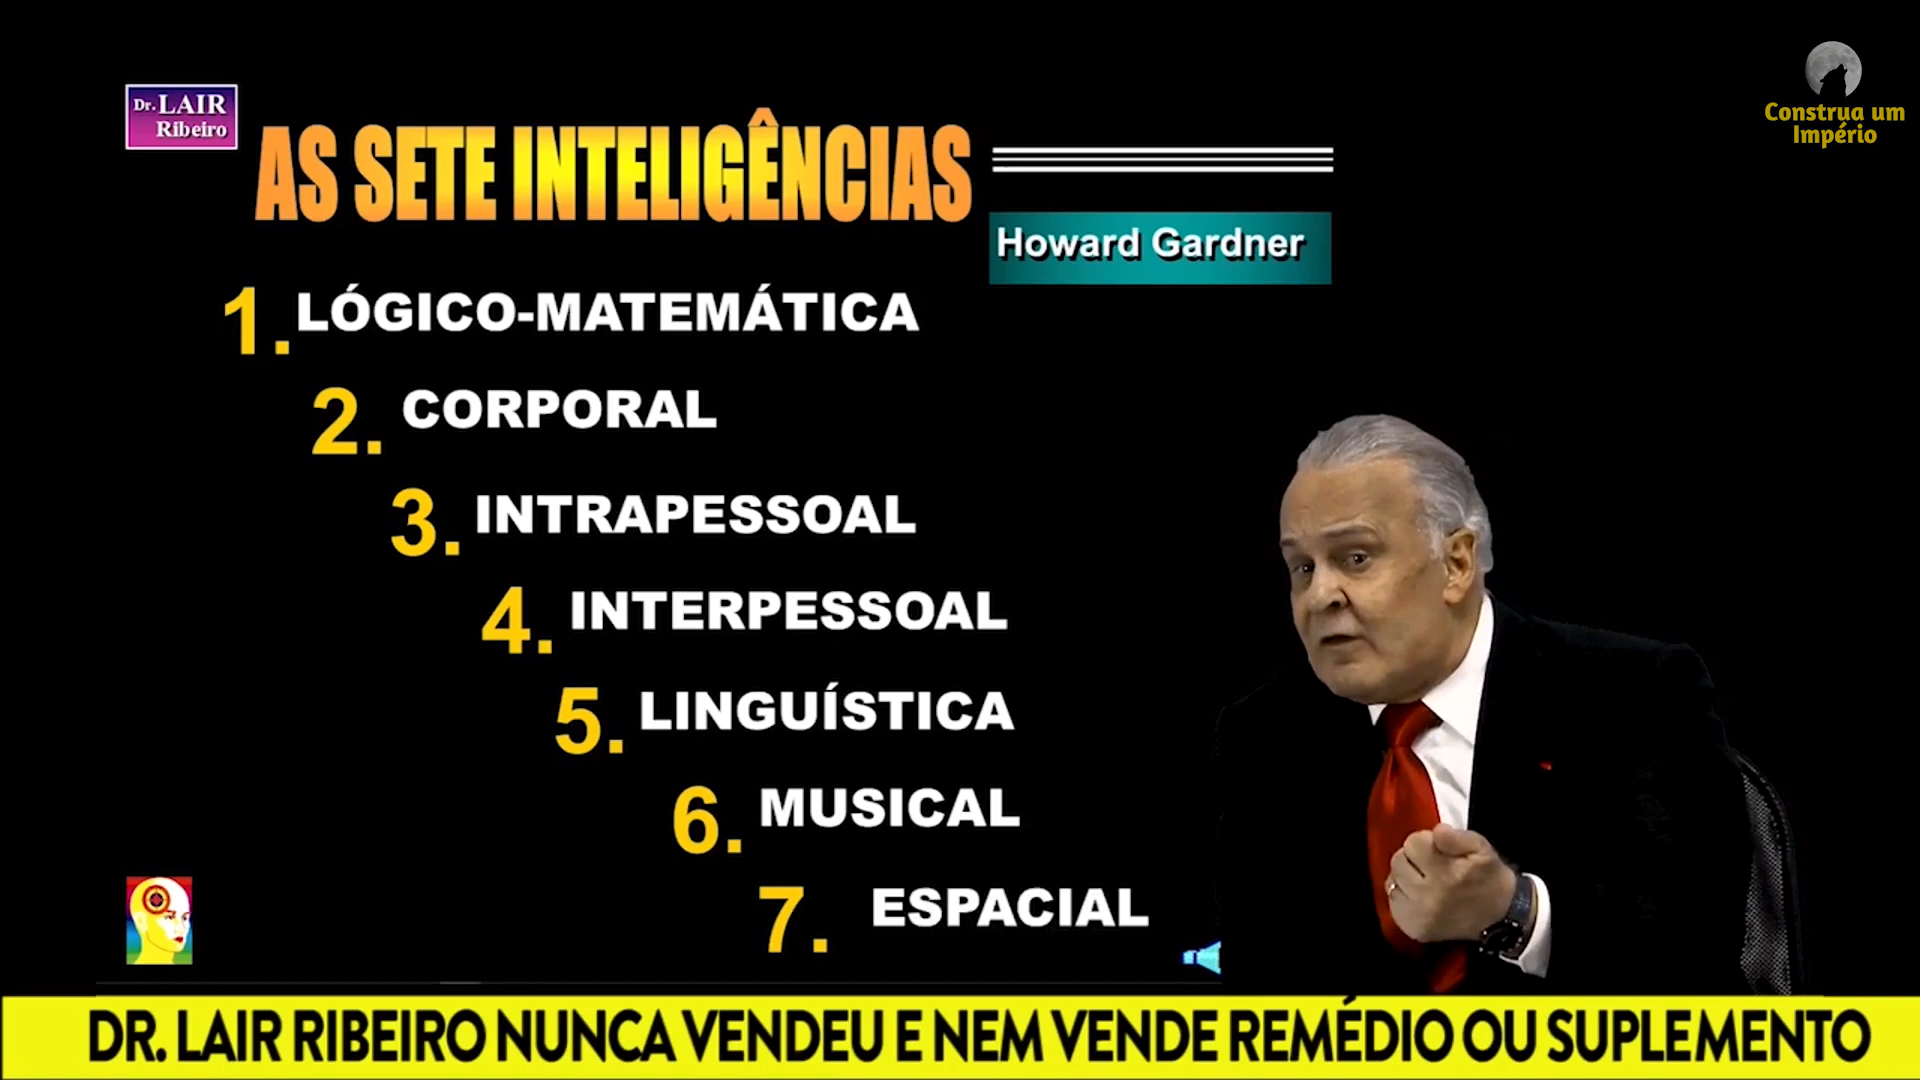 Dr. LAIR
Ribeiro
AS SETE INTELIGÊNCIAS
Howard Gardner
1. LÓGICO-MATEMÁTICA
2. CORPORAL
3. INTRAPESSOAL
4. INTERPESSOAL
5. LINGUÍSTICA
6. MUSICAL
7. ESPACIAL
Construa um
Império
DR. LAIR RIBEIRO NUNCA VENDEU E NEM VENDE REMÉDIO OU SUPLEMENTO